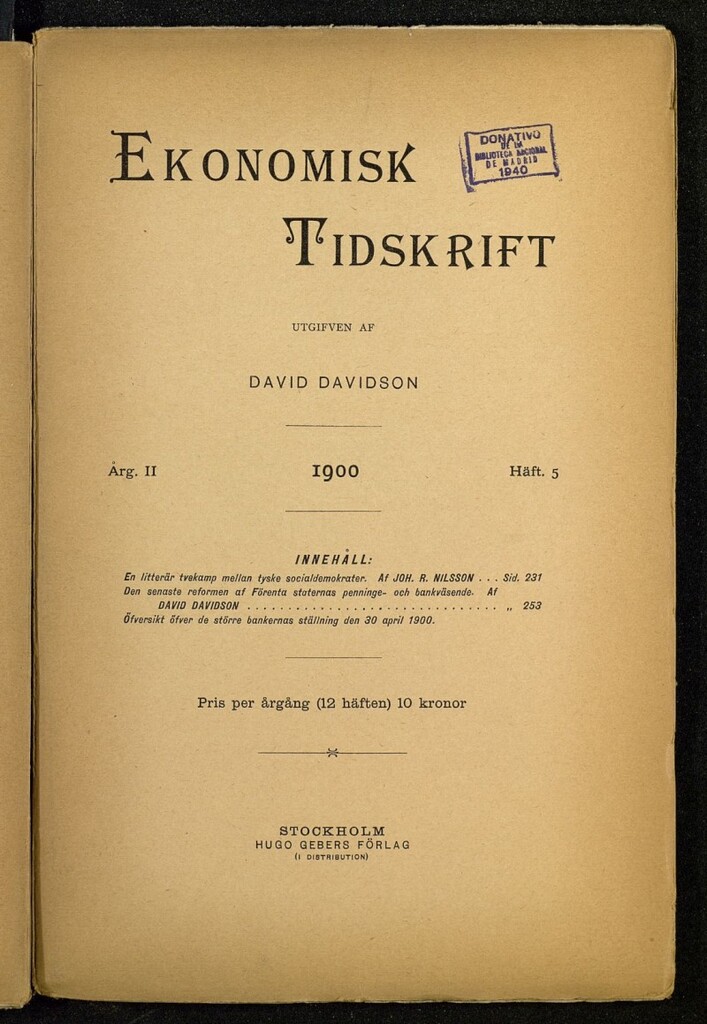 EKONOMISK
TIDSKRIFT
DONATIVO
DE LA
BIBLIOTECA NACIONAL
DE MADRID
1940
UTGIFVEN AF
DAVID DAVIDSON
Årg. II 1900 Häft. 5
INNEHÅLL:
En litterär tvekamp mellan tyske socialdemokrater. Af JOH. R. NILSSON . . . Sid. 231
Den senaste reformen af Förenta staternas penninge- och bankväsende. Af
DAVID DAVIDSON . . . . . . . . . . . . . . . . . . . . . . . . . . . . . . . . „ 253
Öfversikt öfver de större bankernas ställning den 30 april 1900.
Pris per årgång (12 häften) 10 kronor
STOCKHOLM
HUGO GEBERS FÖRLAG
(I DISTRIBUTION)